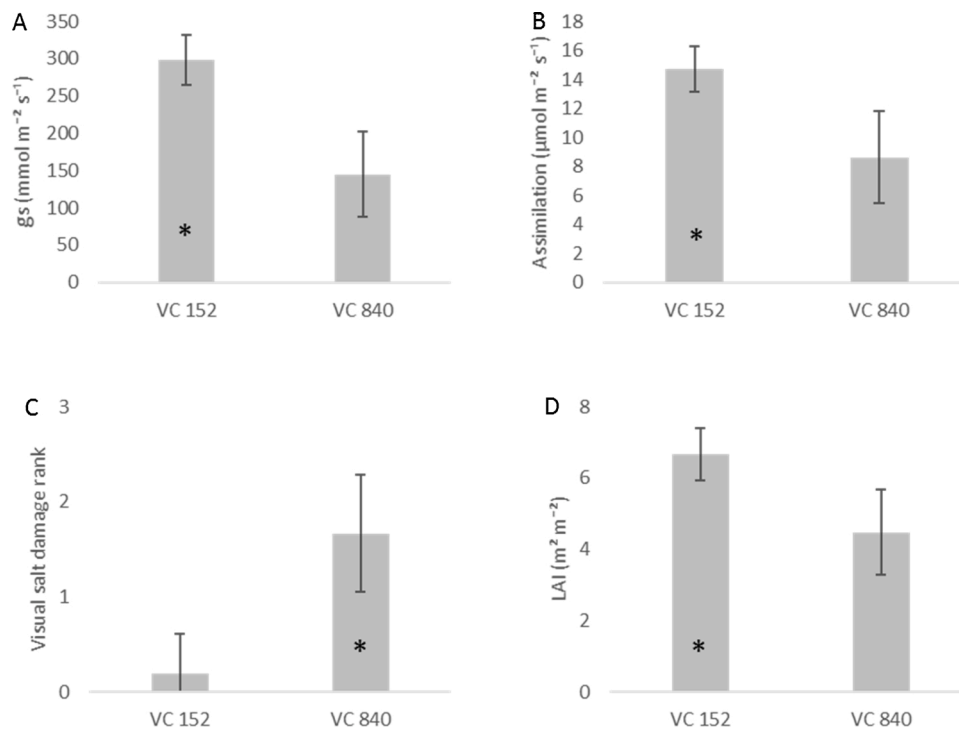 A
gs (mmol m⁻² s⁻¹)
350
300
250
200
150
100
50
0
*
VC 152
VC 840
B
Assimilation (µmol m⁻² s⁻¹)
18
16
14
12
10
8
6
4
2
0
*
VC 152
VC 840
C
Visual salt damage rank
3
2
1
0
*
VC 152
VC 840
D
LAI (m² m⁻²)
8
6
4
2
0
*
VC 152
VC 840